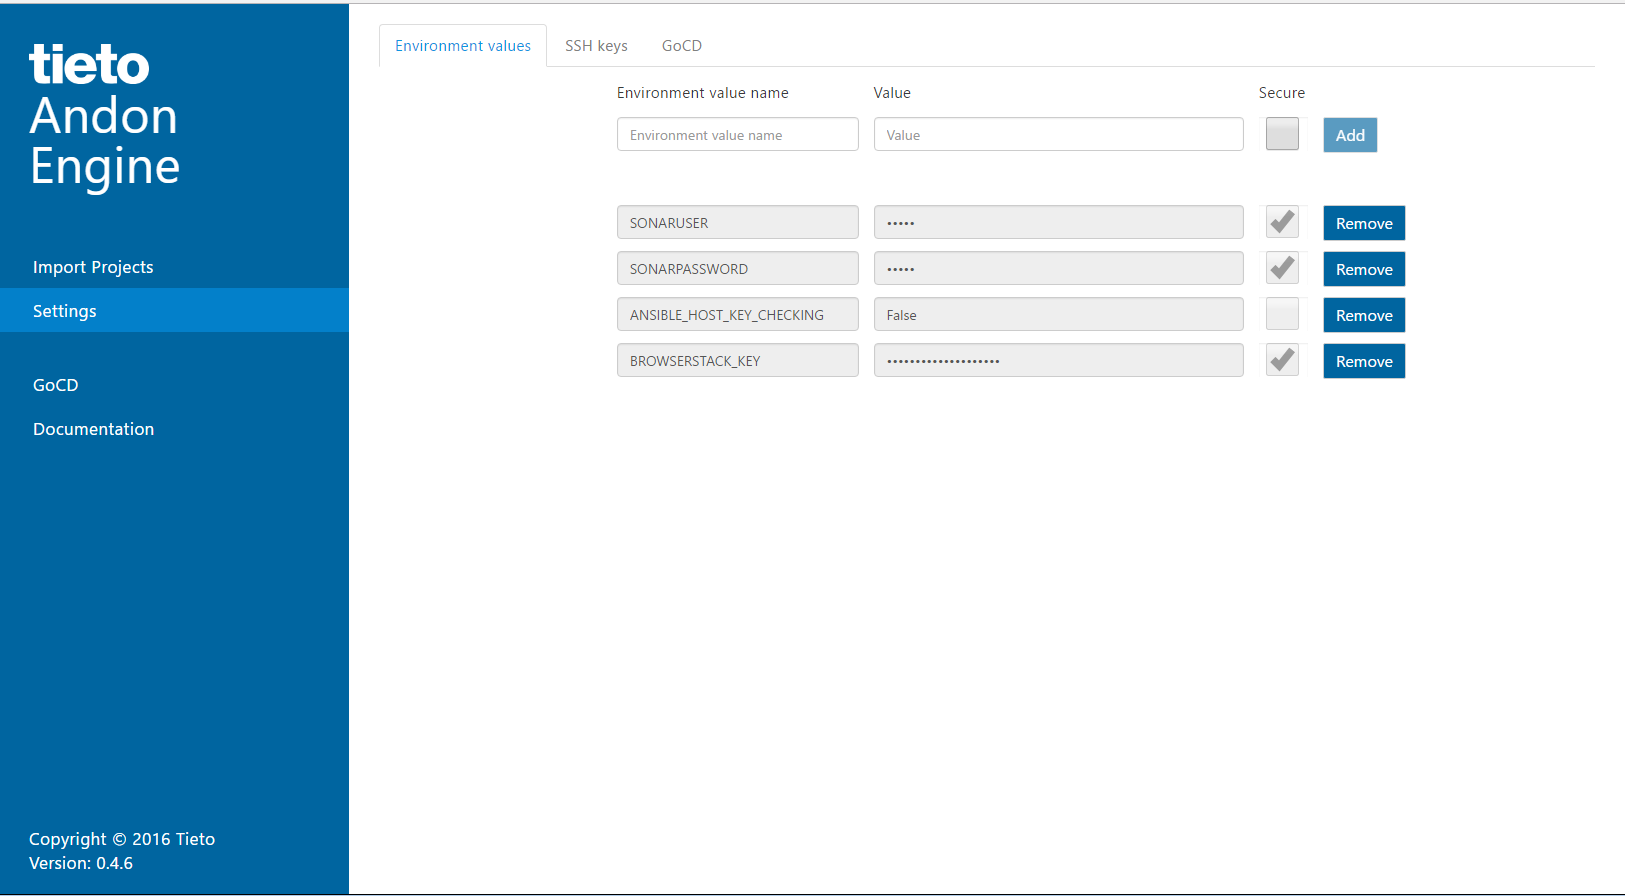 tieto
Andon
Engine
Import Projects
Settings
GoCD
Documentation
Copyright © 2016 Tieto
Version: 0.4.6
Environment values SSH keys GoCD
Environment value name Value Secure
Environment value name Value Add
SONARUSER ••••• Remove
SONARPASSWORD ••••• Remove
ANSIBLE_HOST_KEY_CHECKING False Remove
BROWSERSTACK_KEY •••••••••••••••••••• Remove